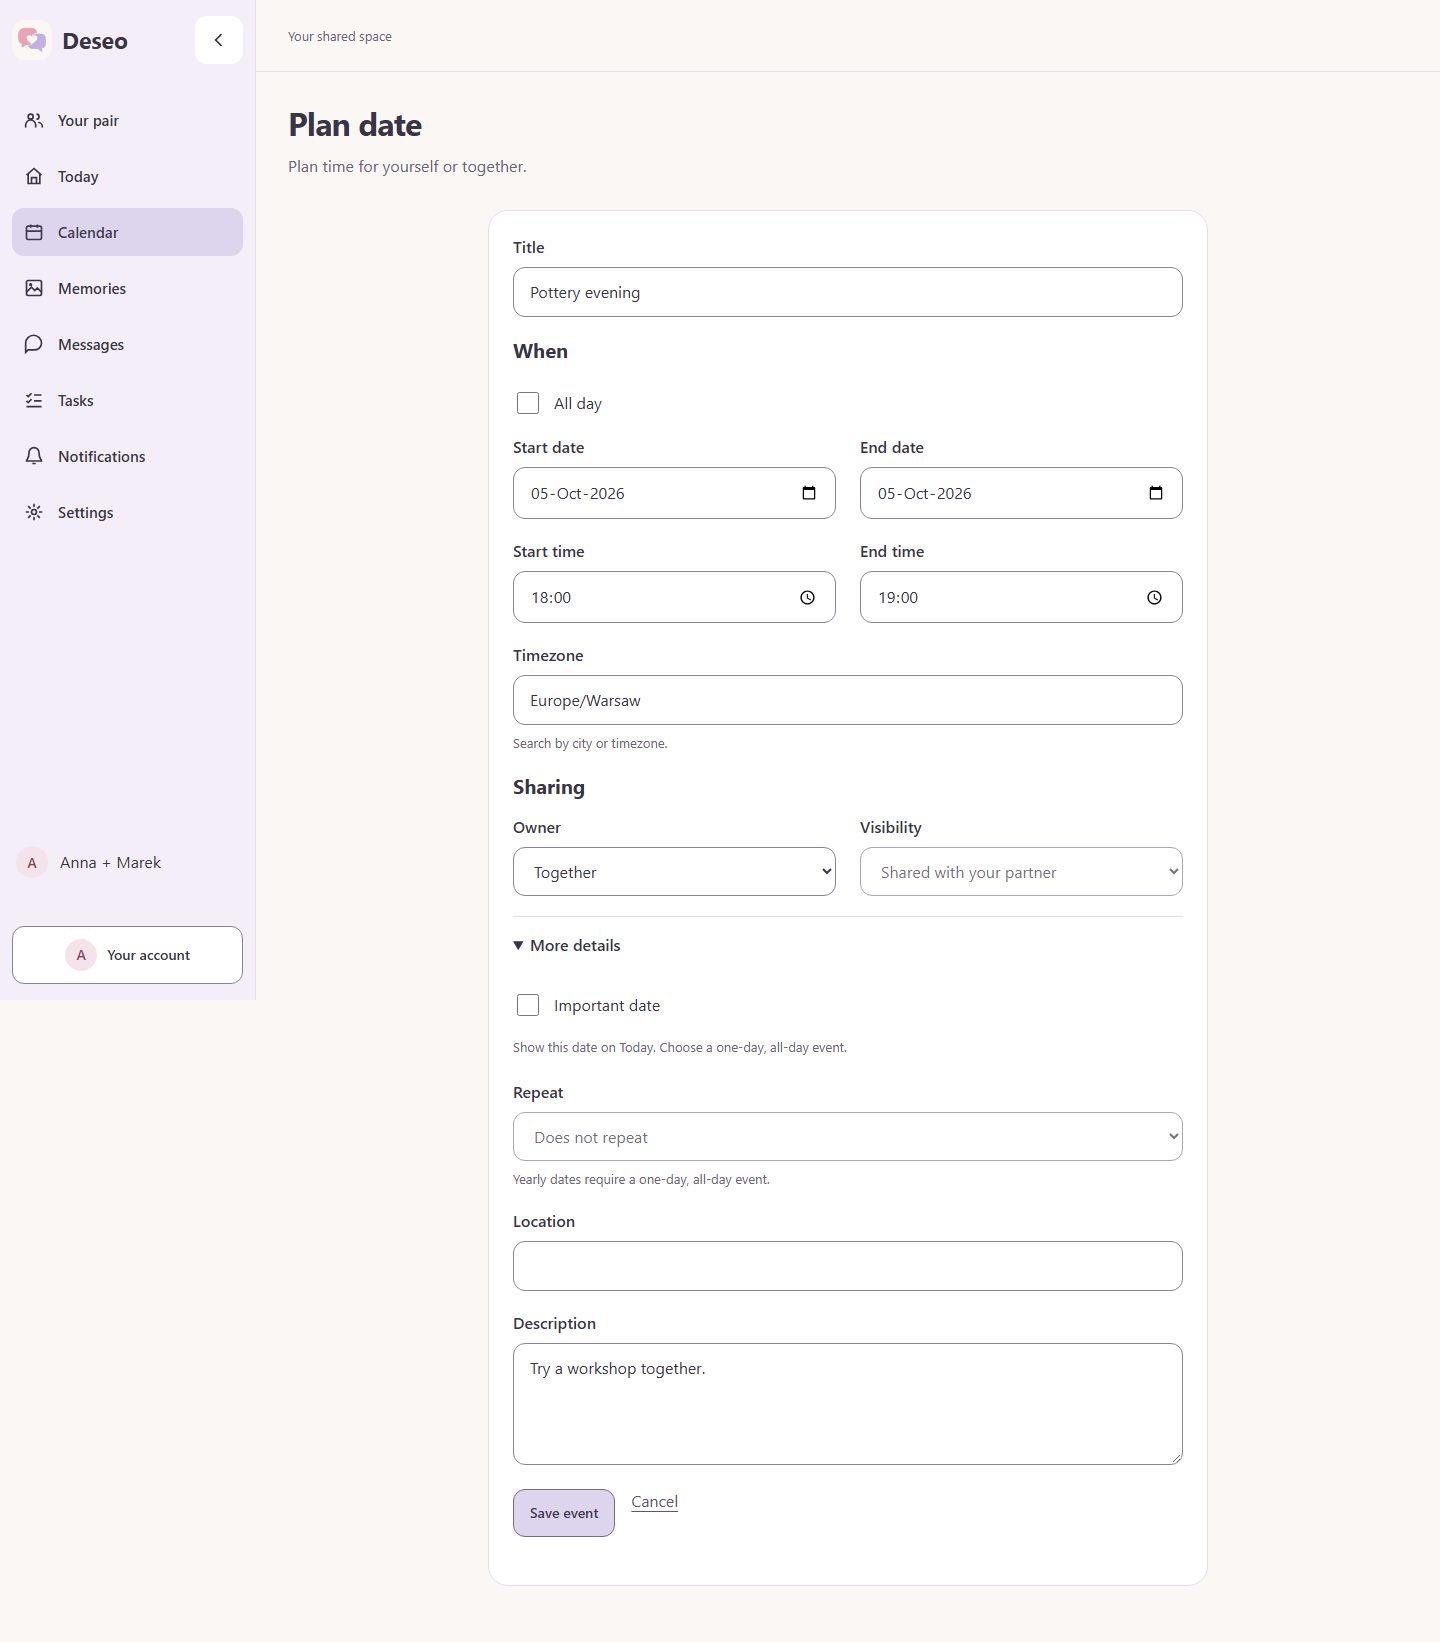 Deseo
Your shared space
Your pair
Today
Calendar
Memories
Messages
Tasks
Notifications
Settings
A Anna + Marek
A Your account
Plan date
Plan time for yourself or together.
Title
Pottery evening
When
All day
Start date End date
05-Oct-2026 05-Oct-2026
Start time End time
18:00 19:00
Timezone
Europe/Warsaw
Search by city or timezone.
Sharing
Owner Visibility
Together Shared with your partner
More details
Important date
Show this date on Today. Choose a one-day, all-day event.
Repeat
Does not repeat
Yearly dates require a one-day, all-day event.
Location
Description
Try a workshop together.
Save event Cancel